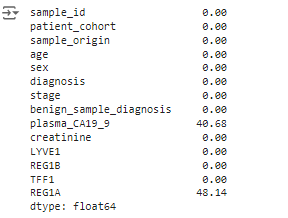 sample_id 0.00
patient_cohort 0.00
sample_origin 0.00
age 0.00
sex 0.00
diagnosis 0.00
stage 0.00
benign_sample_diagnosis 0.00
plasma_CA19_9 40.68
creatinine 0.00
LYVE1 0.00
REG1B 0.00
TFF1 0.00
REG1A 48.14
dtype: float64